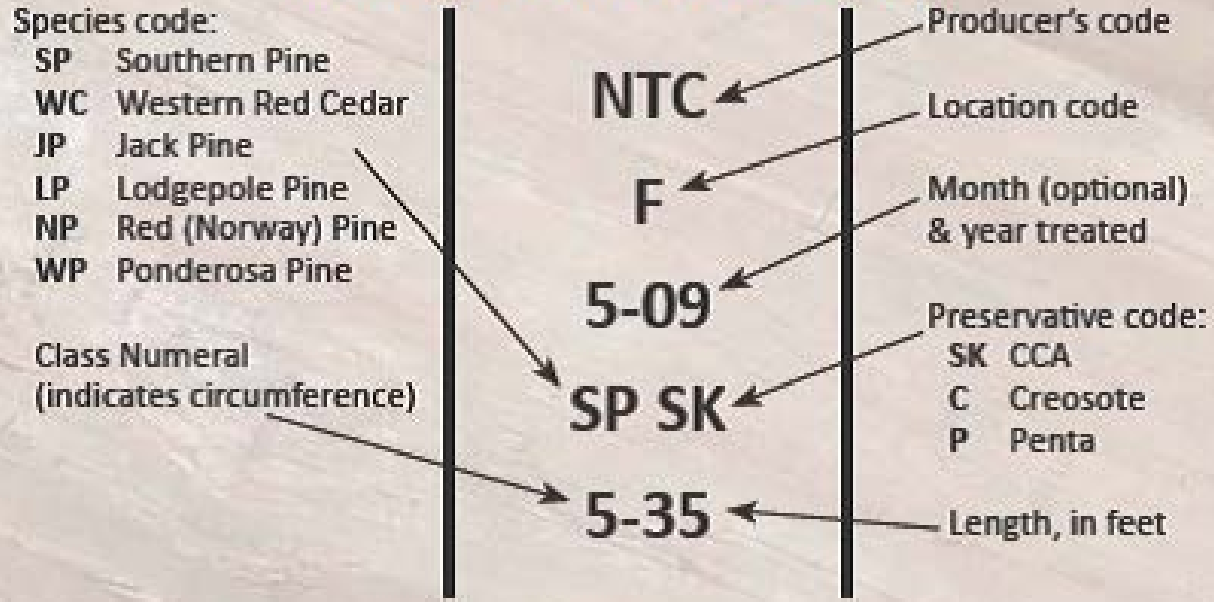 Species code:
SP Southern Pine
WC Western Red Cedar
JP Jack Pine
LP Lodgepole Pine
NP Red (Norway) Pine
WP Ponderosa Pine
Class Numeral
(indicates circumference)
NTC
F
5-09
SP SK
5-35
Producer's code
Location code
Month (optional)
& year treated
Preservative code:
SK CCA
C Creosote
P Penta
Length, in feet